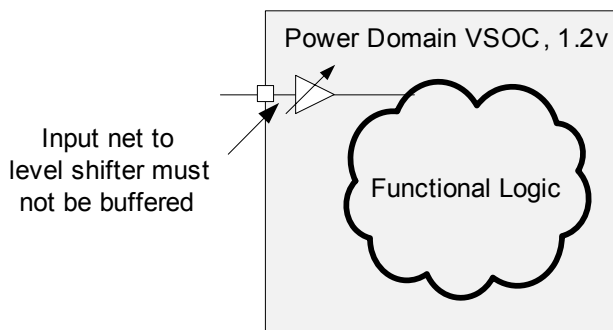 Power Domain VSOC, 1.2v
Input net to
level shifter must
not be buffered
Functional Logic